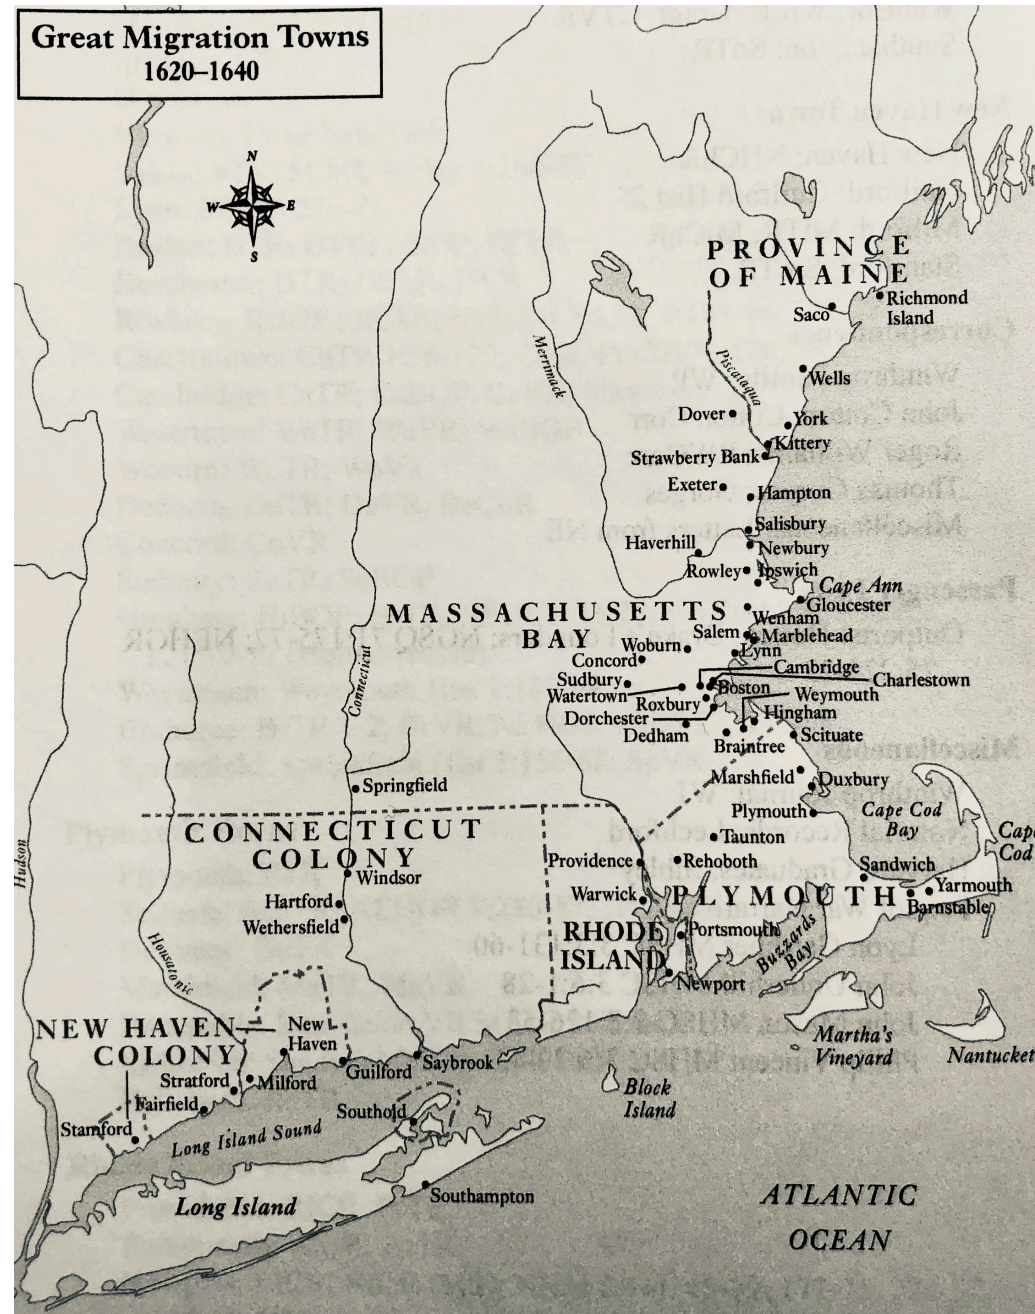 Great Migration Towns
1620–1640
N
W
E
S
PROVINCE
OF MAINE
Richmond
Island
Saco
Merrimack
Piscataqua
Wells
Dover
York
Kittery
Strawberry Bank
Exeter
Hampton
Salisbury
Haverhill
Newbury
Rowley
Ipswich
Cape Ann
Gloucester
MASSACHUSETTS
BAY
Wenham
Salem
Marblehead
Woburn
Lynn
Concord
Cambridge
Sudbury
Charlestown
Watertown
Boston
Weymouth
Roxbury
Hingham
Dorchester
Dedham
Scituate
Braintree
Connecticut
Springfield
Marshfield
Duxbury
Plymouth
Cape Cod
Bay
Cape
Cod
CONNECTICUT
COLONY
Taunton
Hudson
Windsor
Providence
Rehoboth
Sandwich
Hartford
Warwick
PLYMOUTH
Yarmouth
Barnstable
Wethersfield
RHODE
ISLAND
Portsmouth
Buzzards
Bay
Housatonic
Newport
NEW HAVEN
COLONY
New
Haven
Martha's
Vineyard
Nantucket
Guilford
Saybrook
Stratford
Milford
Block
Island
Fairfield
Southold
Stamford
Long Island Sound
Long Island
Southampton
ATLANTIC
OCEAN